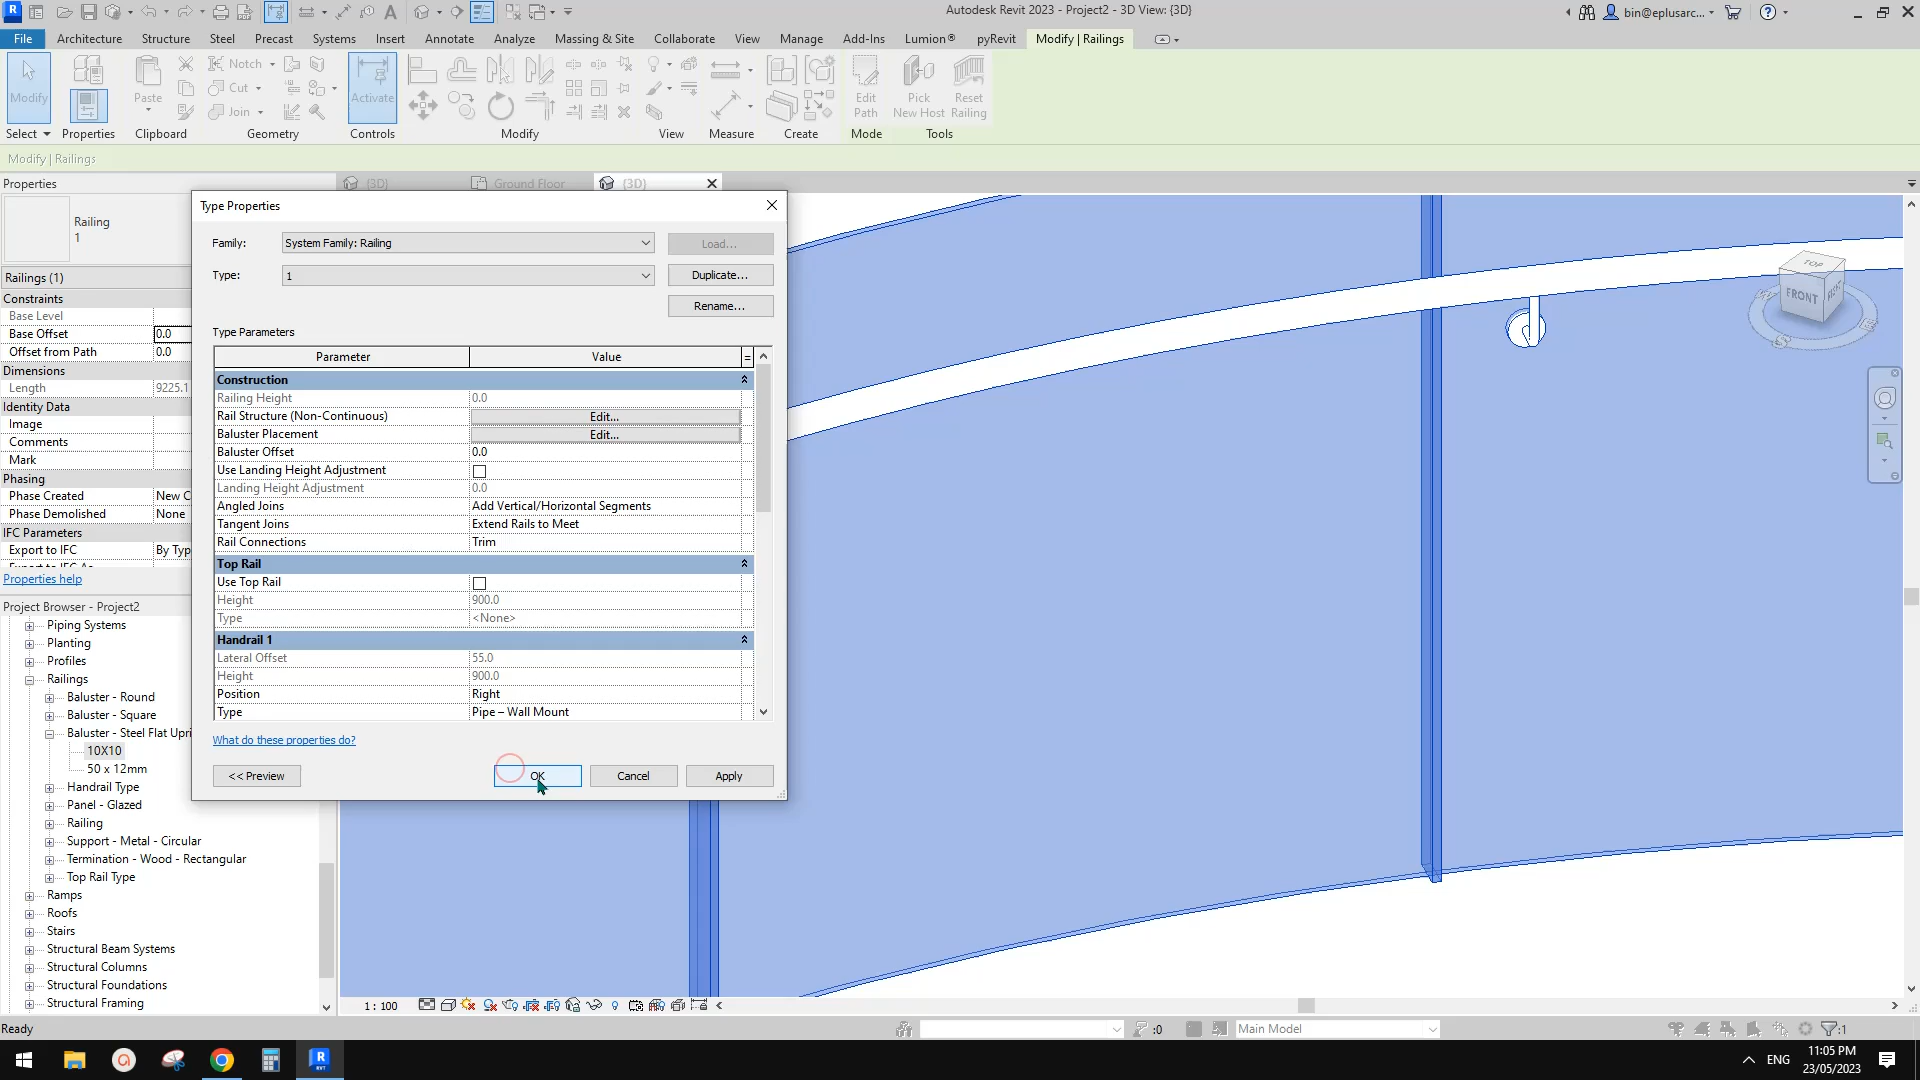 Autodesk Revit 2023 - Project2 - 3D View: {3D}
bin@eplusarc...
File Architecture Structure Steel Precast Systems Insert Annotate Analyze Massing & Site Collaborate View Manage Add-Ins Lumion® pyRevit Modify | Railings
Modify
Paste
Notch
Cut
Join
Activate
Edit Path
Pick New Host
Reset Railing
Select Properties Clipboard Geometry Controls Modify View Measure Create Mode Tools
Modify | Railings
Properties
{3D} Ground Floor {3D}
Railing
1
Railings (1)
Constraints
Base Level
Base Offset 0.0
Offset from Path 0.0
Dimensions
Length 9225.1
Identity Data
Image
Comments
Mark
Phasing
Phase Created New C
Phase Demolished None
IFC Parameters
Export to IFC By Typ
Properties help
Project Browser - Project2
Piping Systems
Planting
Profiles
Railings
Baluster - Round
Baluster - Square
Baluster - Steel Flat Upri
10X10
50 x 12mm
Handrail Type
Panel - Glazed
Railing
Support - Metal - Circular
Termination - Wood - Rectangular
Top Rail Type
Ramps
Roofs
Stairs
Structural Beam Systems
Structural Columns
Structural Foundations
Structural Framing
Type Properties
Family: System Family: Railing Load...
Type: 1 Duplicate...
Rename...
Type Parameters
Parameter Value =
Construction
Railing Height 0.0
Rail Structure (Non-Continuous) Edit...
Baluster Placement Edit...
Baluster Offset 0.0
Use Landing Height Adjustment
Landing Height Adjustment 0.0
Angled Joins Add Vertical/Horizontal Segments
Tangent Joins Extend Rails to Meet
Rail Connections Trim
Top Rail
Use Top Rail
Height 900.0
Type <None>
Handrail 1
Lateral Offset 55.0
Height 900.0
Position Right
Type Pipe – Wall Mount
What do these properties do?
<< Preview OK Cancel Apply
TOP
FRONT
1 : 100
Ready
:0
Main Model
:1
ENG
11:05 PM
23/05/2023